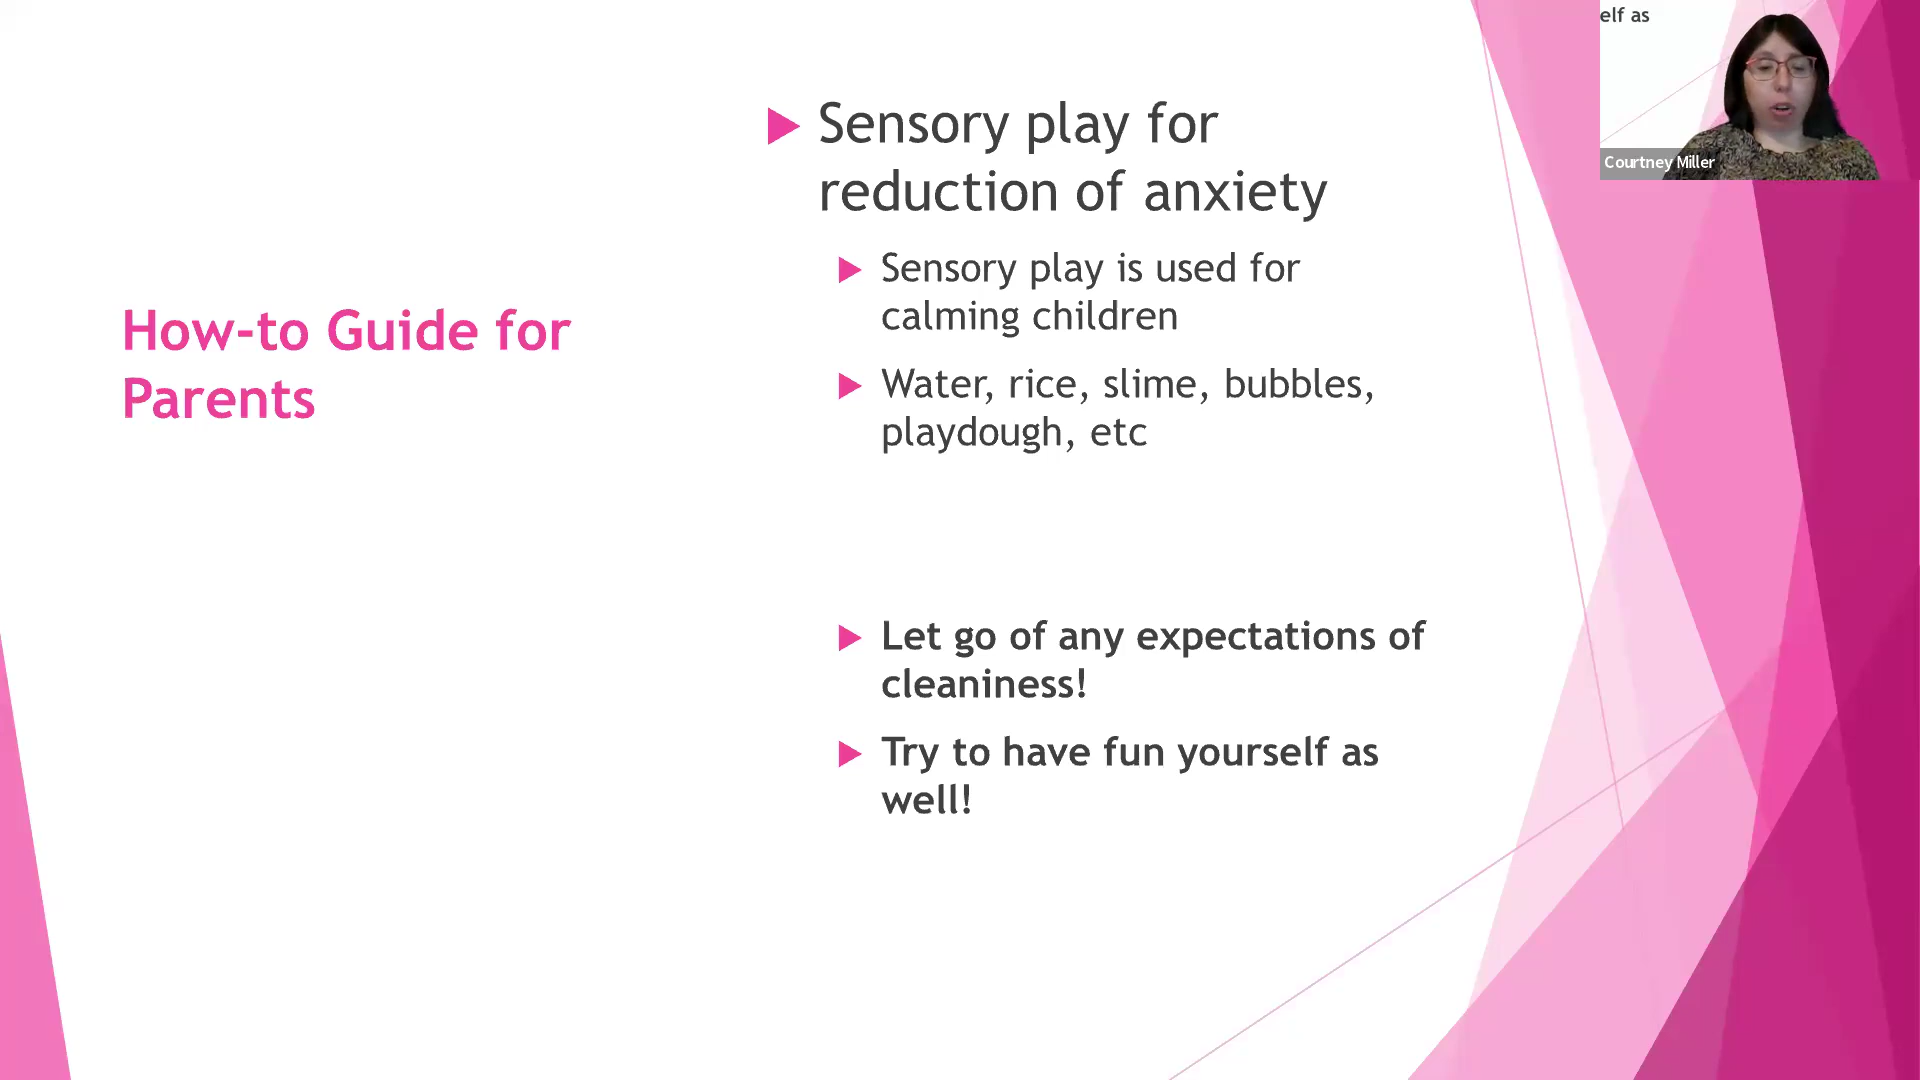 How-to Guide for
Parents
Sensory play for
reduction of anxiety
Sensory play is used for
calming children
Water, rice, slime, bubbles,
playdough, etc
Let go of any expectations of
cleaniness!
Try to have fun yourself as
well!
elf as
Courtney Miller